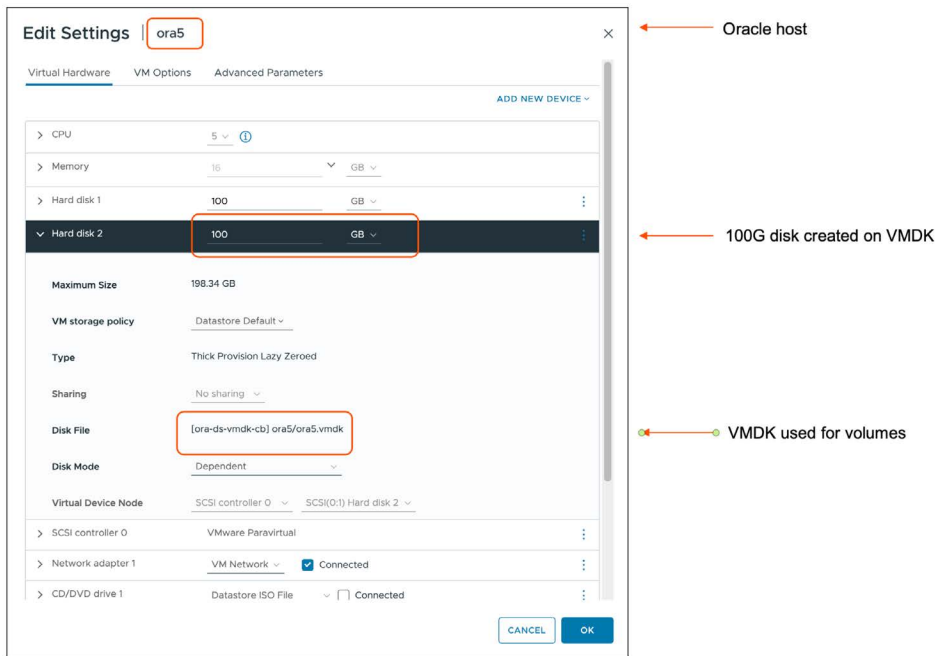 Edit Settings | ora5
Oracle host
Virtual Hardware VM Options Advanced Parameters
ADD NEW DEVICE
CPU 5
Memory 16 GB
Hard disk 1 100 GB
Hard disk 2 100 GB
100G disk created on VMDK
Maximum Size 198.34 GB
VM storage policy Datastore Default
Type Thick Provision Lazy Zeroed
Sharing No sharing
Disk File [ora-ds-vmdk-cb] ora5/ora5.vmdk
VMDK used for volumes
Disk Mode Dependent
Virtual Device Node SCSI controller 0 SCSI(0:1) Hard disk 2
SCSI controller 0 VMware Paravirtual
Network adapter 1 VM Network Connected
CD/DVD drive 1 Datastore ISO File Connected
CANCEL OK